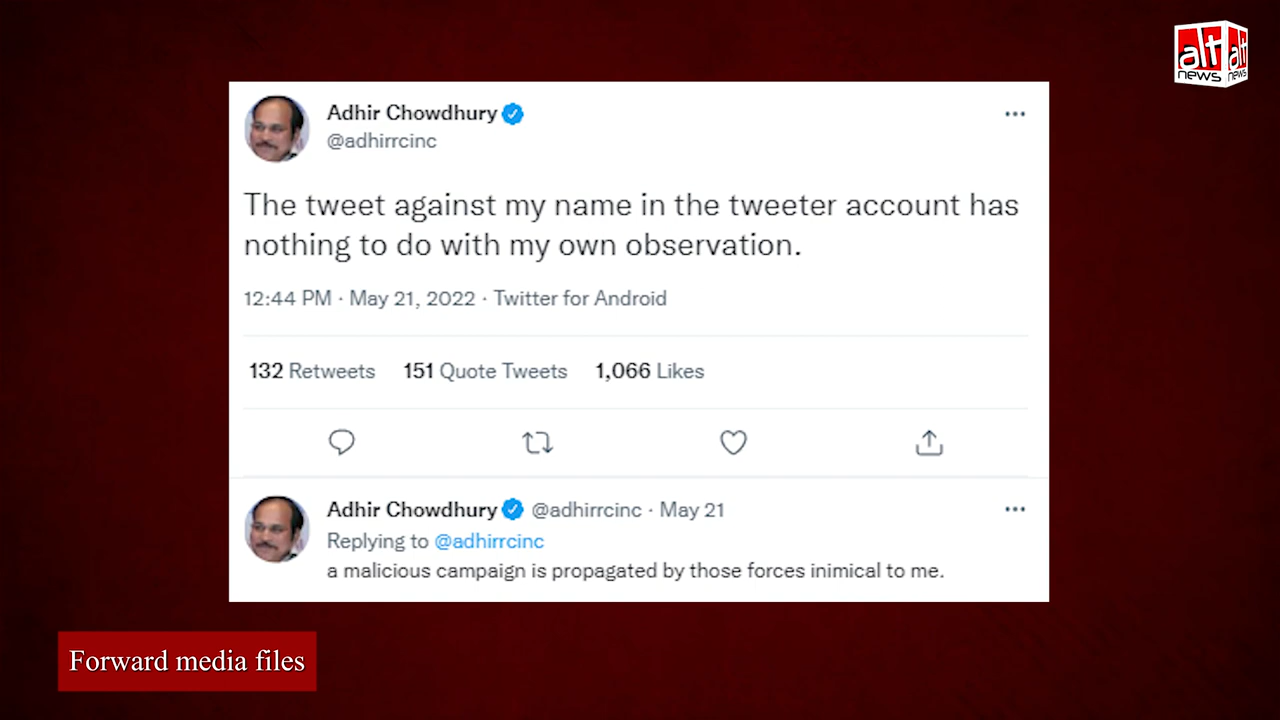 alt alt
news news
Adhir Chowdhury
@adhirrcinc
The tweet against my name in the tweeter account has
nothing to do with my own observation.
12:44 PM · May 21, 2022 · Twitter for Android
132 Retweets 151 Quote Tweets 1,066 Likes
Adhir Chowdhury @adhirrcinc · May 21
Replying to @adhirrcinc
a malicious campaign is propagated by those forces inimical to me.
Forward media files